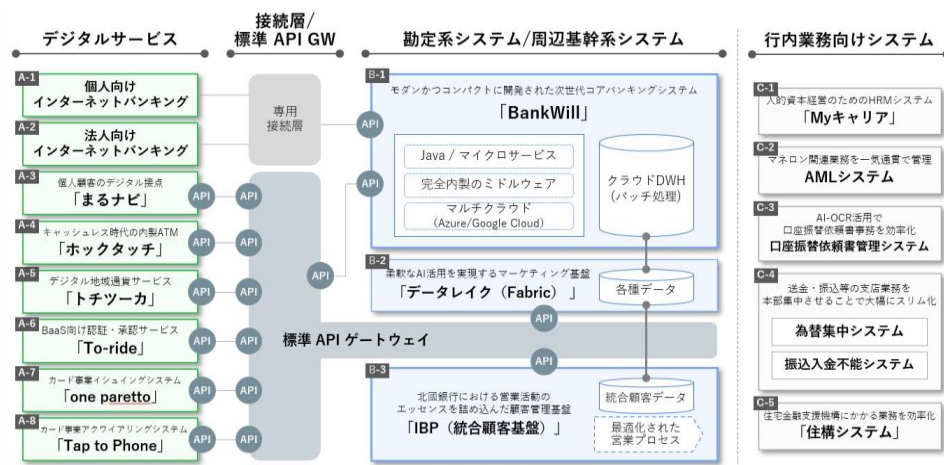 デジタルサービス
接続層/
標準 API GW
勘定系システム/周辺基幹系システム
行内業務向けシステム
A-1
個人向け
インターネットバンキング
A-2
法人向け
インターネットバンキング
A-3
個人顧客のデジタル接点
「まるナビ」
API
API
A-4
キャッシュレス時代の内製ATM
「ホックタッチ」
API
API
A-5
デジタル地域通貨サービス
「トチツーカ」
API
API
A-6
BaaS向け認証・承認サービス
「To-ride」
API
API
A-7
カード事業イシュイングシステム
「one paretto」
API
API
A-8
カード事業アクワイアリングシステム
「Tap to Phone」
API
API
専用
接続層
API
API
API
標準 API ゲートウェイ
API
API
B-1
モダンかつコンパクトに開発された次世代コアバンキングシステム
「BankWill」
Java / マイクロサービス
完全内製のミドルウェア
マルチクラウド
(Azure/Google Cloud)
クラウドDWH
(バッチ処理)
B-2
柔軟なAI活用を実現するマーケティング基盤
「データレイク（Fabric）」
各種データ
B-3
北國銀行における営業活動の
エッセンスを詰め込んだ顧客管理基盤
「IBP（統合顧客基盤）」
統合顧客データ
最適化された
営業プロセス
C-1
人的資本経営のためのHRMシステム
「Myキャリア」
C-2
マネロン関連業務を一気通貫で管理
AMLシステム
C-3
AI-OCR活用で
口座振替依頼書事務を効率化
口座振替依頼書管理システム
C-4
送金・振込等の支店業務を
本部集中させることで大幅にスリム化
為替集中システム
振込入金不能システム
C-5
住宅金融支援機構にかかる業務を効率化
「住構システム」